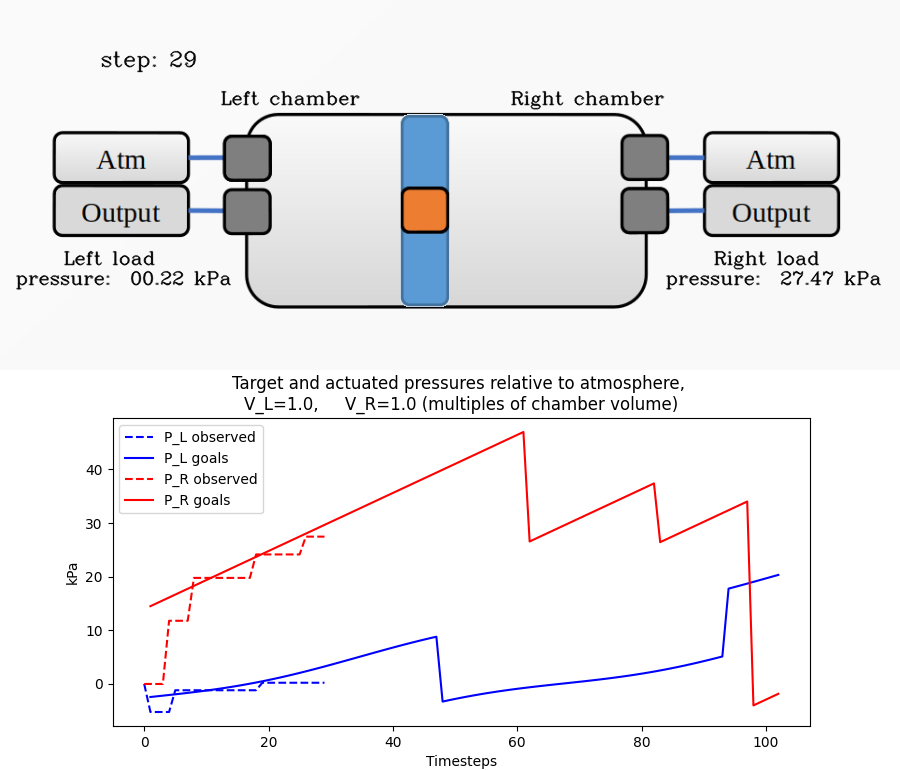 step: 29
Left chamber
Right chamber
Atm
Atm
Output
Output
Left load
pressure: 00.22 kPa
Right load
pressure: 27.47 kPa
Target and actuated pressures relative to atmosphere,
V_L=1.0, V_R=1.0 (multiples of chamber volume)
P_L observed
P_L goals
P_R observed
P_R goals
kPa
40
30
20
10
0
0 20 40 60 80 100
Timesteps